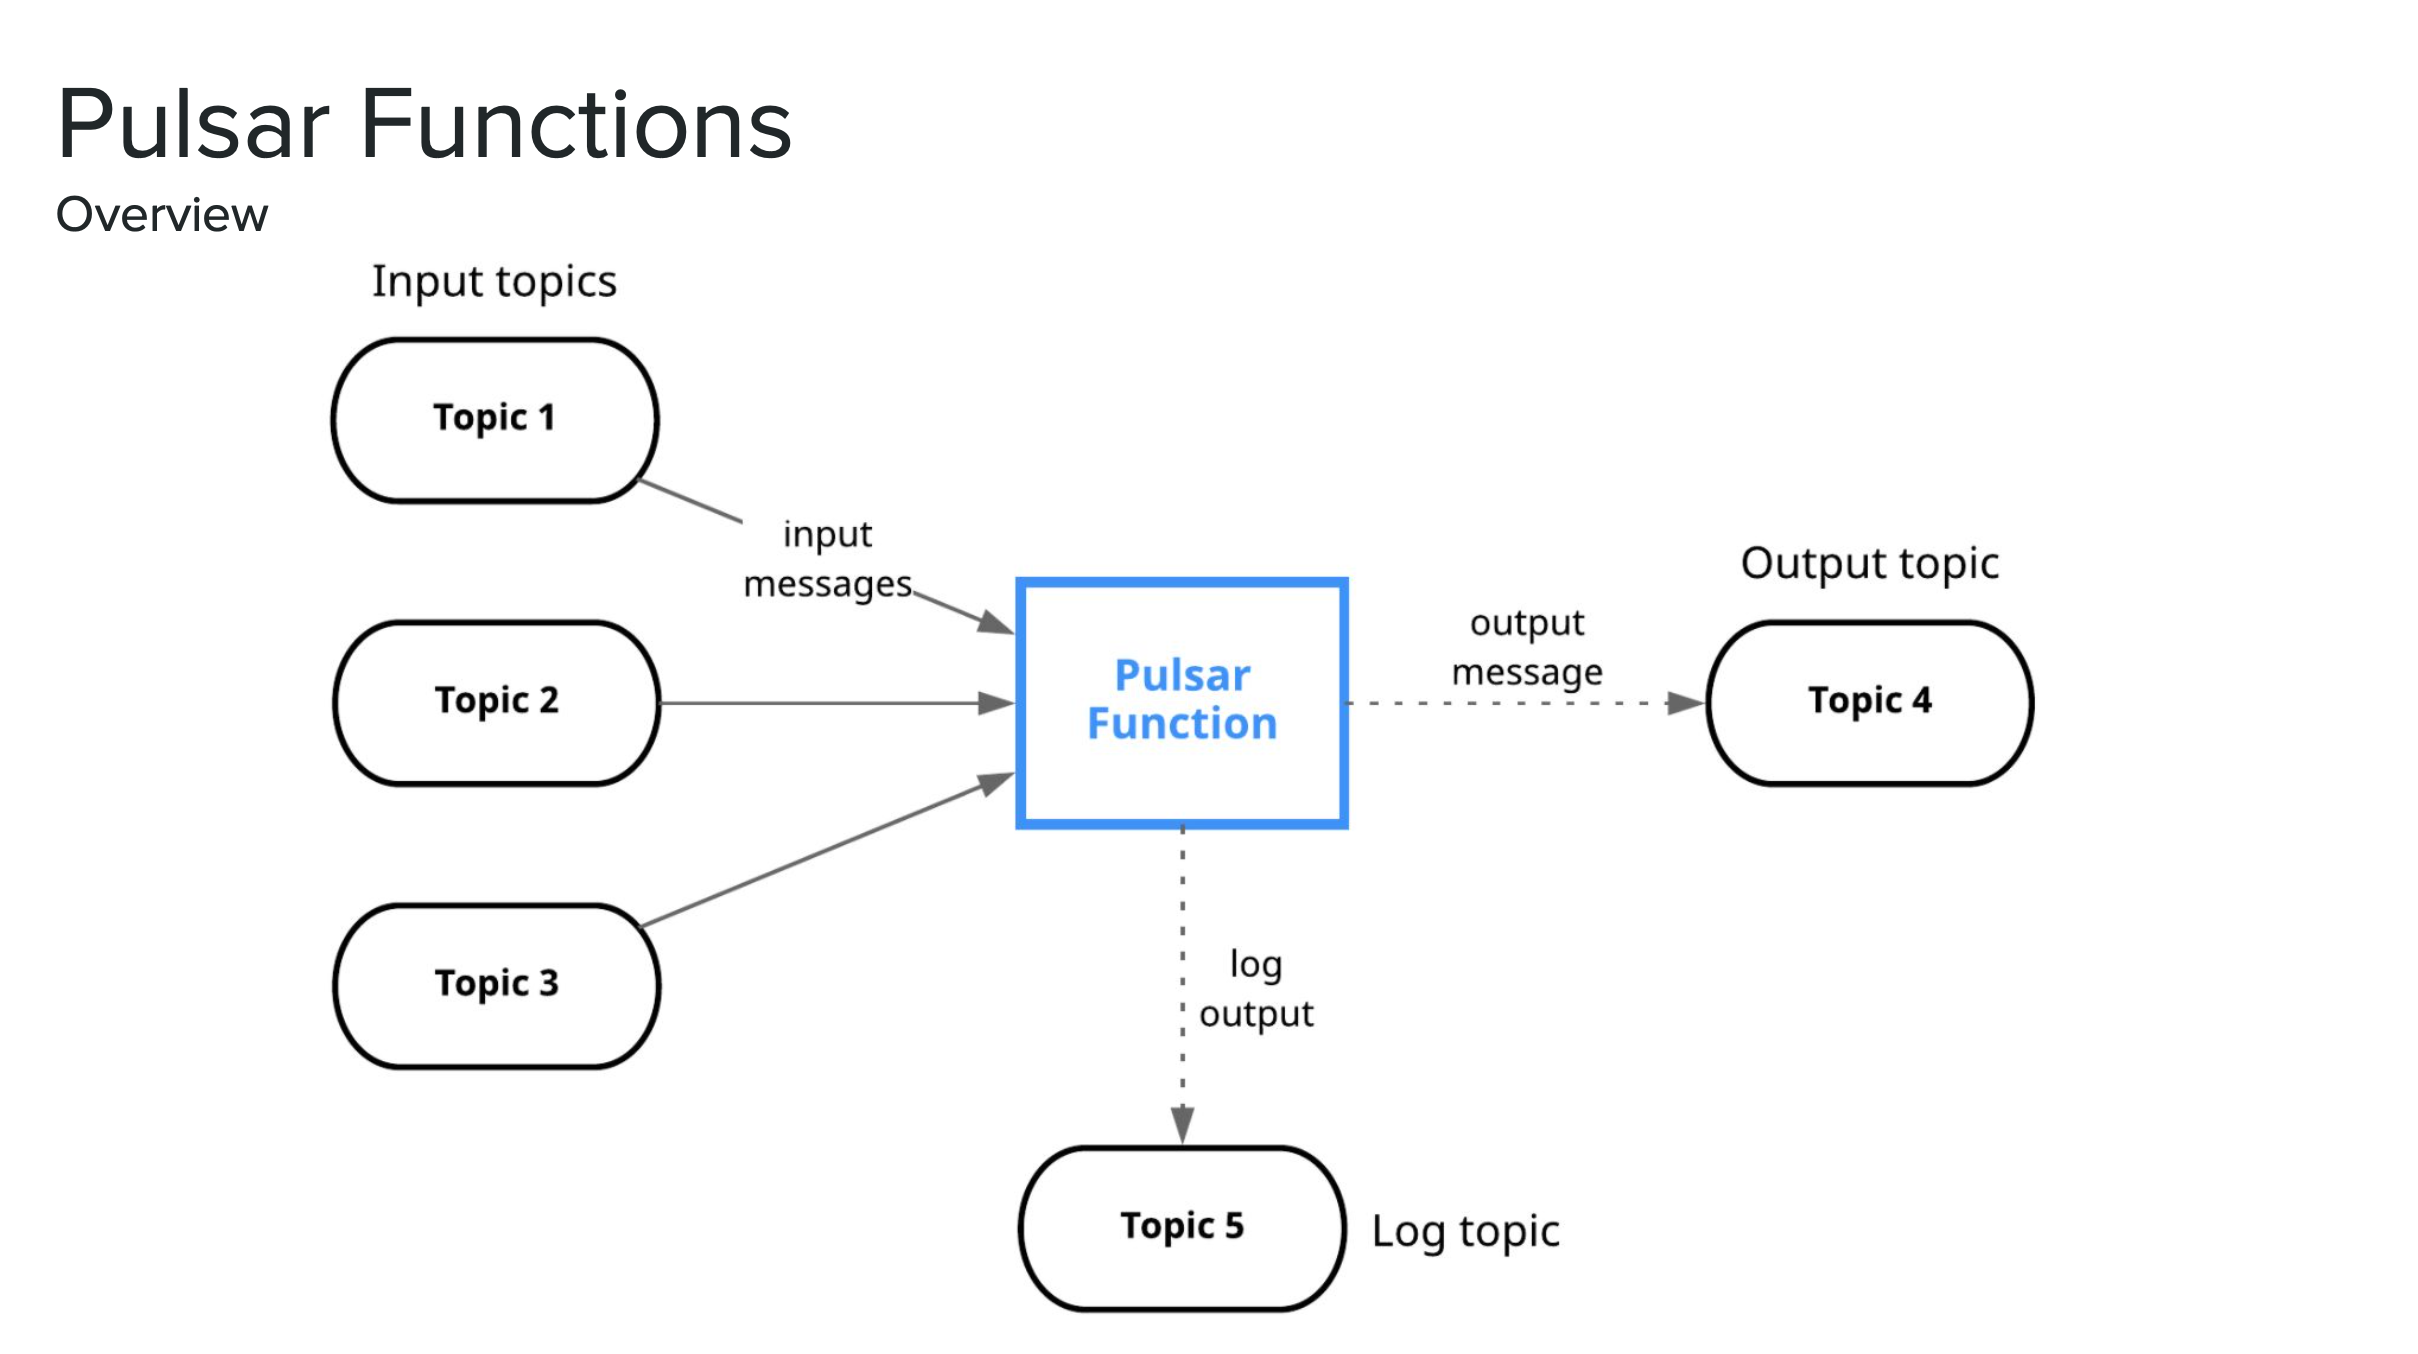 Pulsar Functions
Overview
Input topics
Topic 1
input
messages
Topic 2
Topic 3
Pulsar
Function
output
message
Output topic
Topic 4
log
output
Topic 5
Log topic